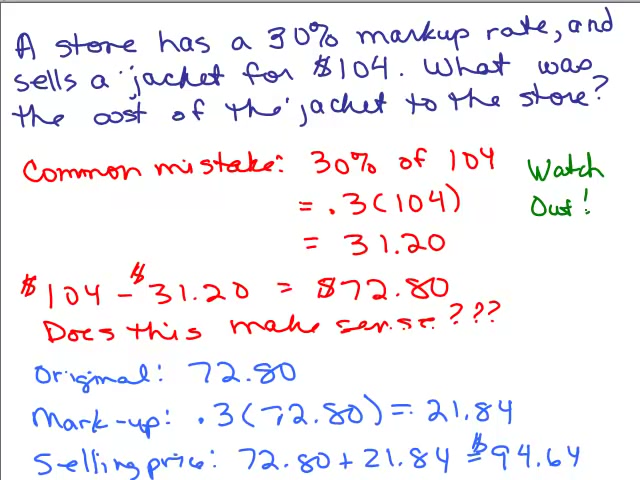 A store has a 30% markup rate, and
sells a jacket for $104. What was
the cost of the jacket to the store?
Common mistake: 30% of 104
= .3(104)
= 31.20
Watch
Out!
$104 - $31.20 = $72.80
Does this make sense???
Original: 72.80
Mark-up: .3(72.80) = 21.84
Selling price: 72.80 + 21.84 = $94.64